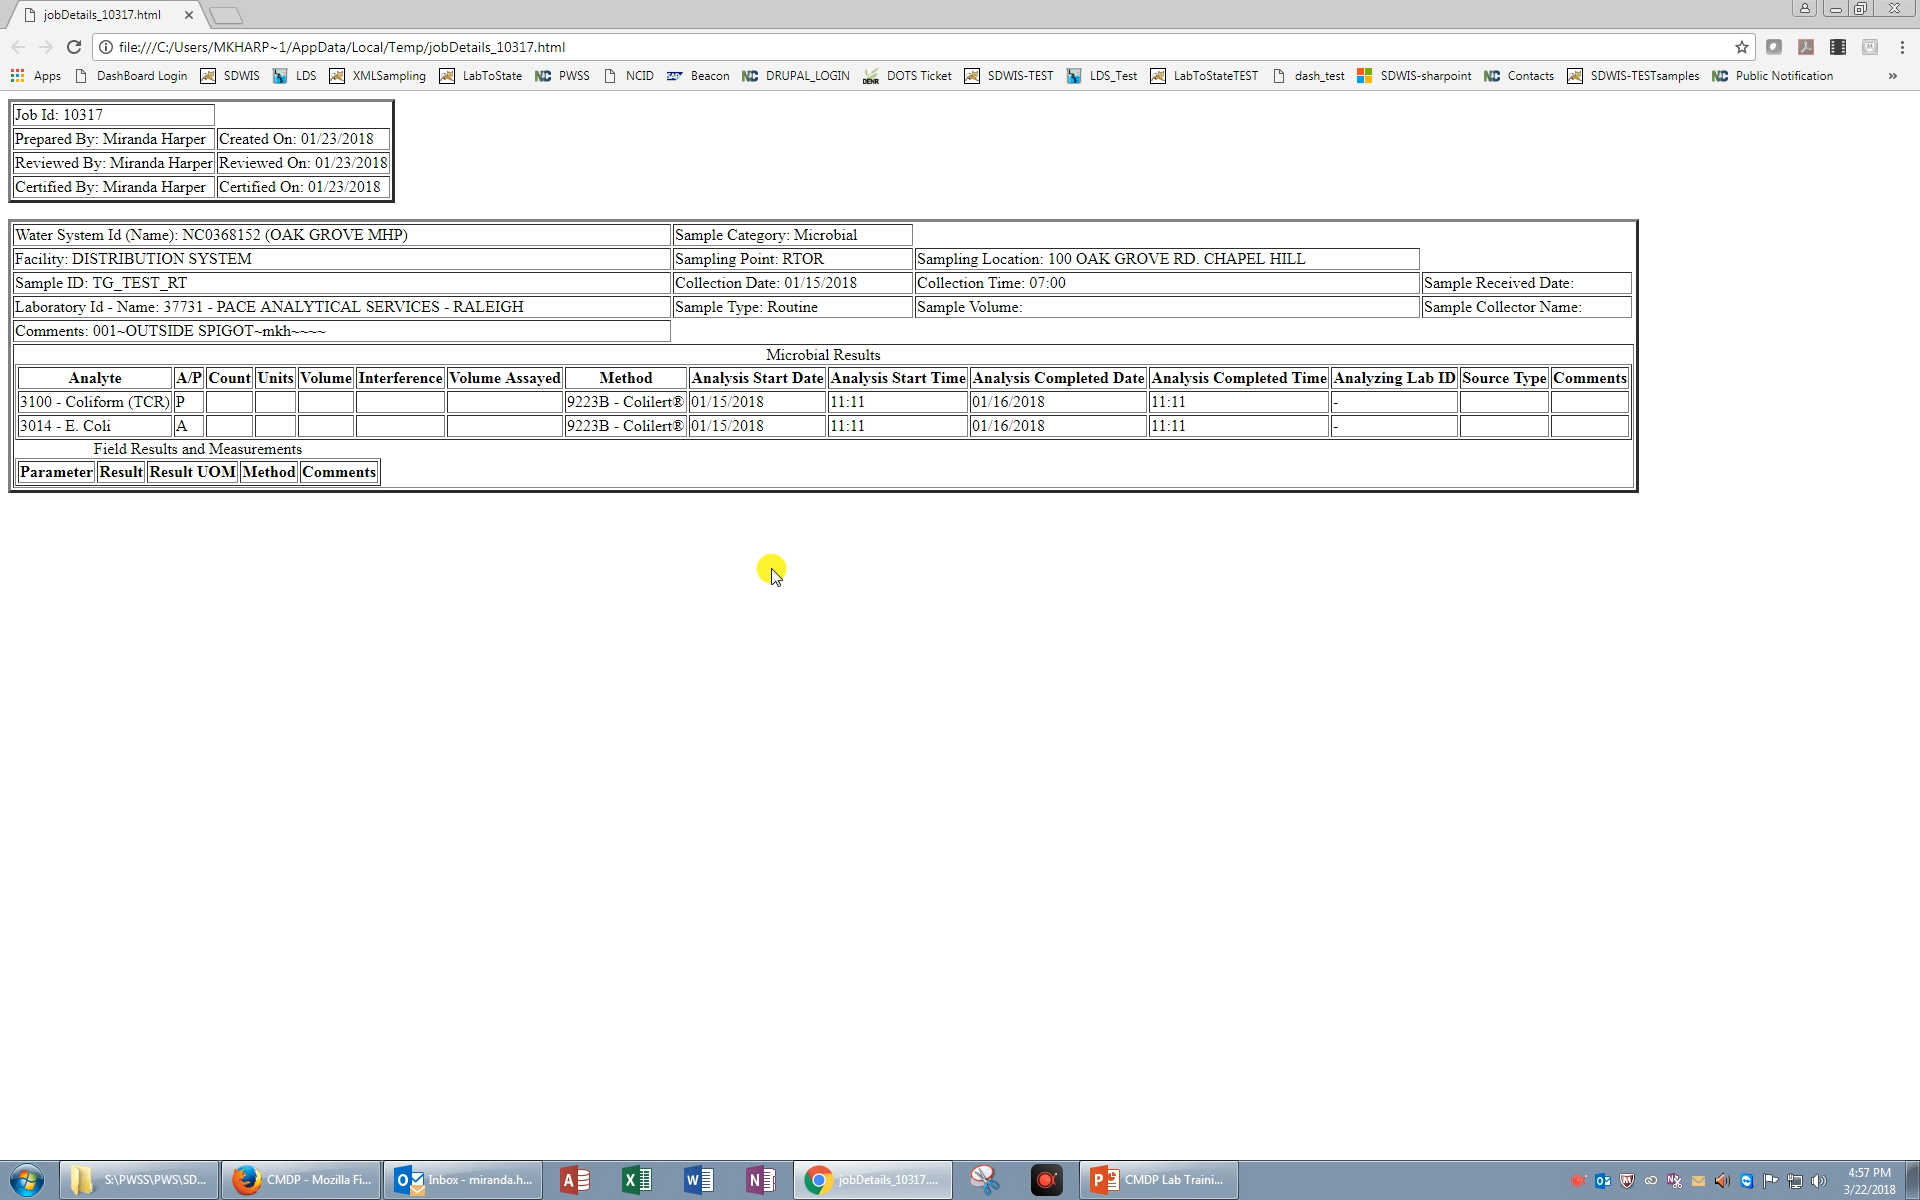 jobDetails_10317.html
file:///C:/Users/MKHARP~1/AppData/Local/Temp/jobDetails_10317.html
Apps DashBoard Login SDWIS LDS XMLSampling LabToState NC PWSS NCID SAP Beacon NC DRUPAL_LOGIN DENR DOTS Ticket SDWIS-TEST LDS_Test LabToStateTEST dash_test SDWIS-sharpoint NC Contacts SDWIS-TESTsamples NC Public Notification »
Job Id: 10317
Prepared By: Miranda Harper Created On: 01/23/2018
Reviewed By: Miranda Harper Reviewed On: 01/23/2018
Certified By: Miranda Harper Certified On: 01/23/2018
Water System Id (Name): NC0368152 (OAK GROVE MHP) Sample Category: Microbial
Facility: DISTRIBUTION SYSTEM Sampling Point: RTOR Sampling Location: 100 OAK GROVE RD. CHAPEL HILL
Sample ID: TG_TEST_RT Collection Date: 01/15/2018 Collection Time: 07:00 Sample Received Date:
Laboratory Id - Name: 37731 - PACE ANALYTICAL SERVICES - RALEIGH Sample Type: Routine Sample Volume: Sample Collector Name:
Comments: 001~OUTSIDE SPIGOT~mkh~~~~
Microbial Results
Analyte A/P Count Units Volume Interference Volume Assayed Method Analysis Start Date Analysis Start Time Analysis Completed Date Analysis Completed Time Analyzing Lab ID Source Type Comments
3100 - Coliform (TCR) P 9223B - Colilert® 01/15/2018 11:11 01/16/2018 11:11 -
3014 - E. Coli A 9223B - Colilert® 01/15/2018 11:11 01/16/2018 11:11 -
Field Results and Measurements
Parameter Result Result UOM Method Comments
S:\PWSS\PWS\SD... CMDP - Mozilla Fi... Inbox - miranda.h... jobDetails_10317.... CMDP Lab Traini... 4:57 PM
3/22/2018